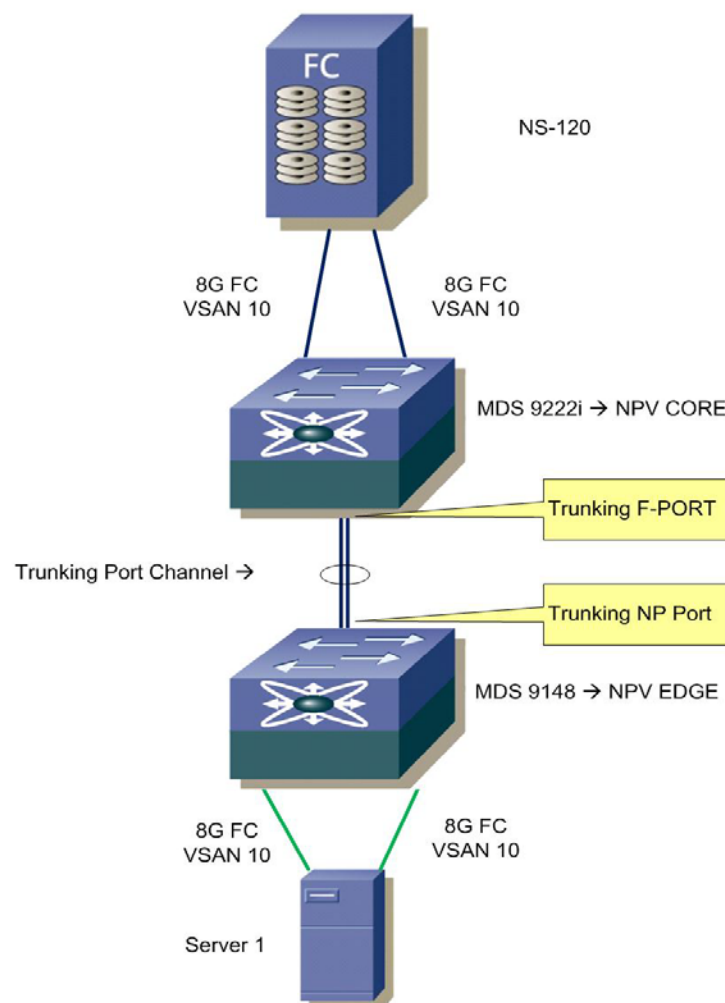 FC
NS-120
8G FC
VSAN 10
8G FC
VSAN 10
MDS 9222i → NPV CORE
Trunking F-PORT
Trunking Port Channel →
Trunking NP Port
MDS 9148 → NPV EDGE
8G FC
VSAN 10
8G FC
VSAN 10
Server 1